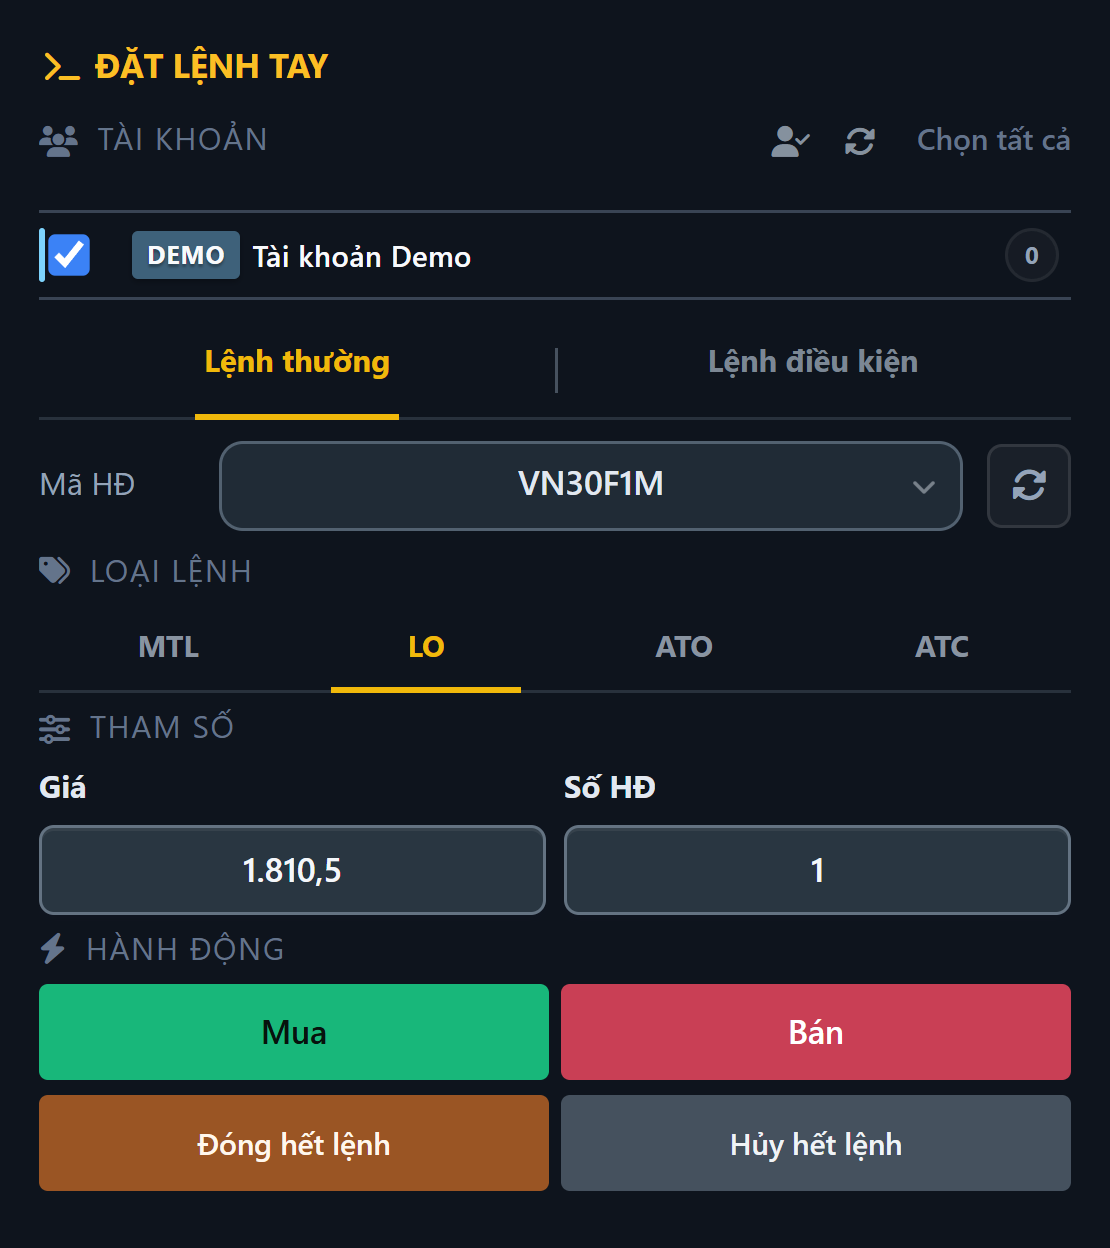 ĐẶT LỆNH TAY
TÀI KHOẢN
Chọn tất cả
DEMO Tài khoản Demo 0
Lệnh thường Lệnh điều kiện
Mã HĐ VN30F1M
LOẠI LỆNH
MTL LO ATO ATC
THAM SỐ
Giá Số HĐ
1.810,5 1
HÀNH ĐỘNG
Mua Bán
Đóng hết lệnh Hủy hết lệnh